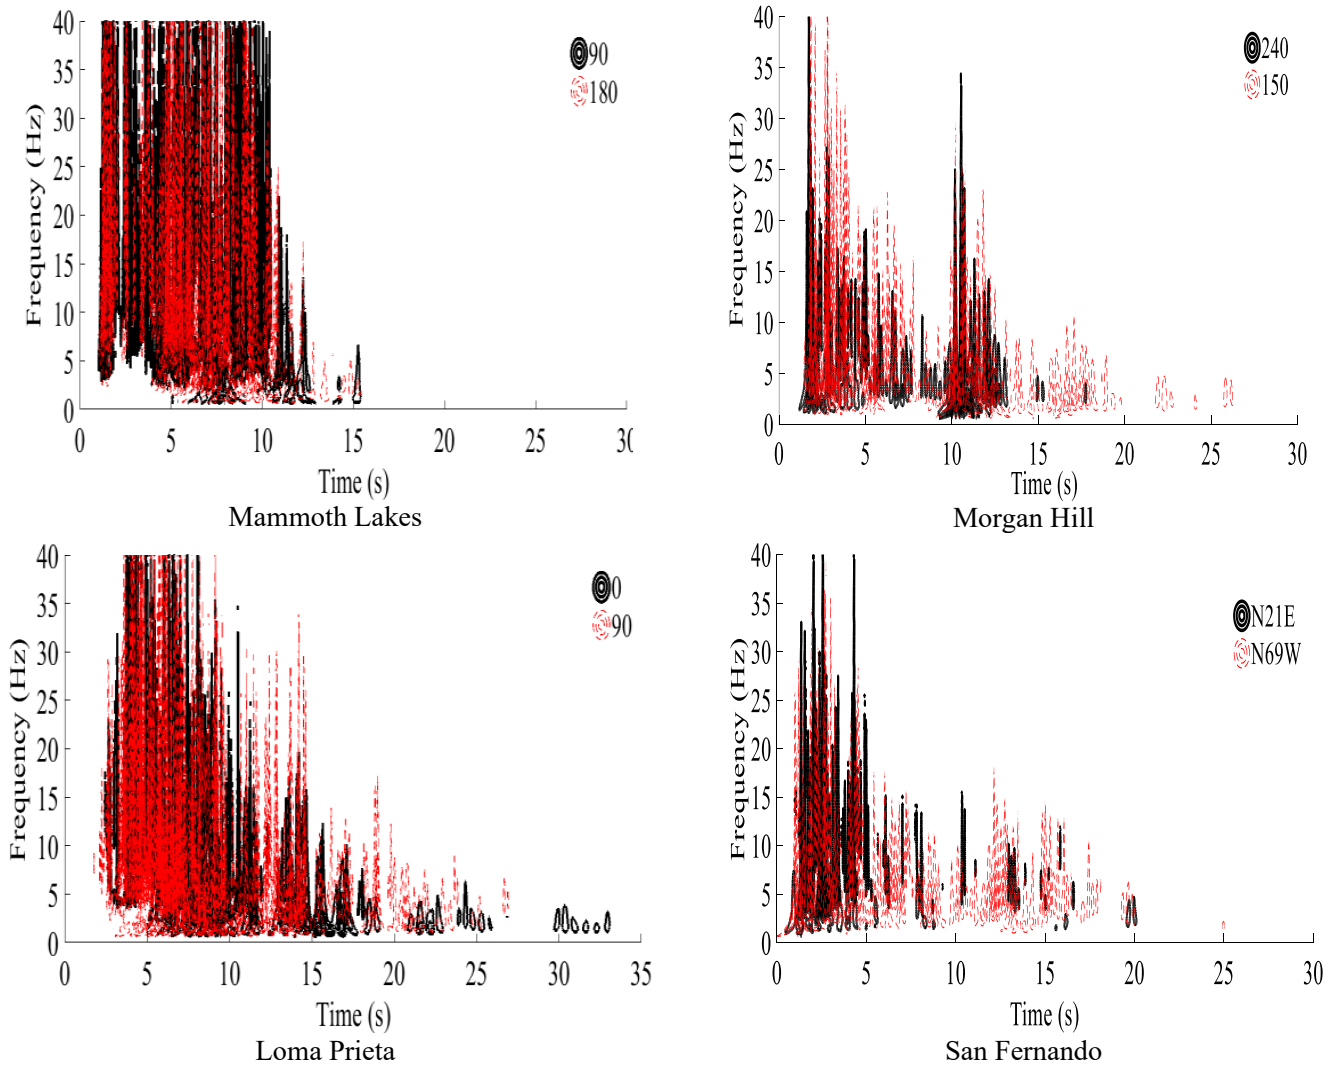 40
35
30
25
20
15
10
5
0
Frequency (Hz)
90
180
0 5 10 15 20 25 30
Time (s)
Mammoth Lakes
40
35
30
25
20
15
10
5
0
Frequency (Hz)
240
150
0 5 10 15 20 25 30
Time (s)
Morgan Hill
40
35
30
25
20
15
10
5
0
Frequency (Hz)
0
90
0 5 10 15 20 25 30 35
Time (s)
Loma Prieta
40
35
30
25
20
15
10
5
0
Frequency (Hz)
N21E
N69W
0 5 10 15 20 25 30
Time (s)
San Fernando